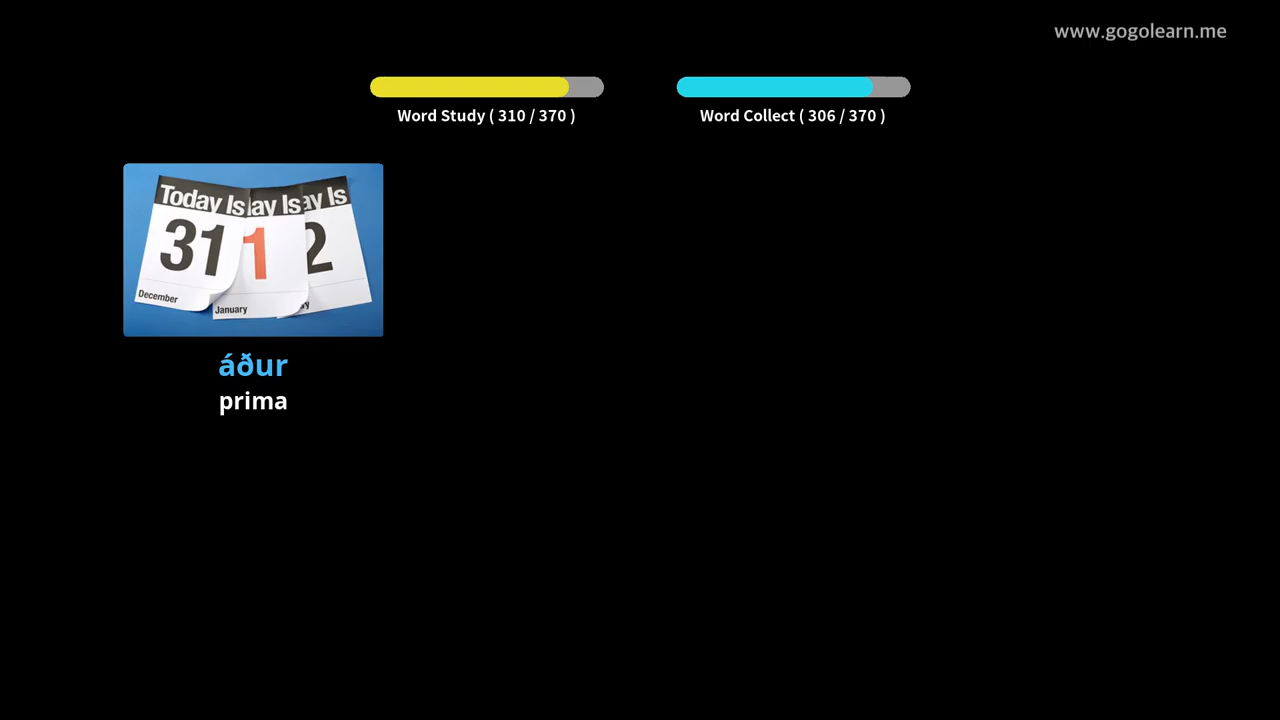 www.gogolearn.me
Word Study ( 310 / 370 )
Word Collect ( 306 / 370 )
Today Is
ay Is
ay Is
31
1
2
December
January
ry
áður
prima